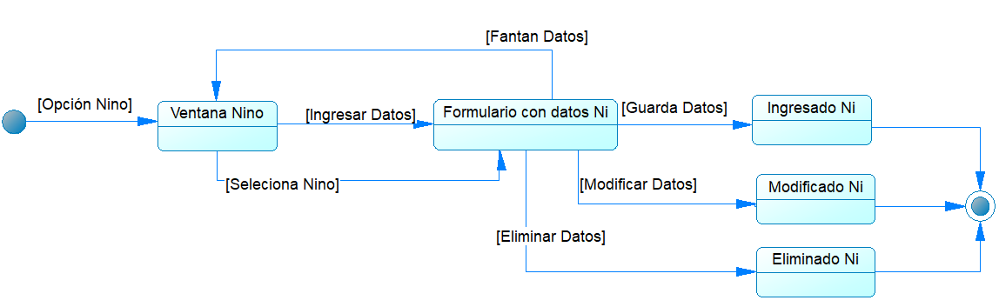 [Fantan Datos]
[Opción Nino]
Ventana Nino
[Ingresar Datos]
Formulario con datos Ni
[Guarda Datos]
Ingresado Ni
[Seleciona Nino]
[Modificar Datos]
Modificado Ni
[Eliminar Datos]
Eliminado Ni